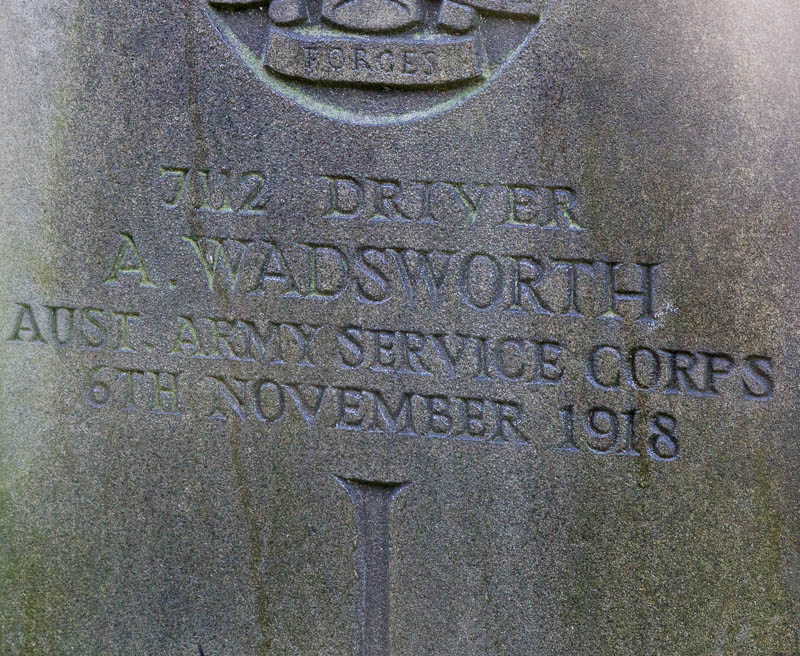 FORCES
7112 DRIVER
A. WADSWORTH
AUST. ARMY SERVICE CORPS
6TH NOVEMBER 1918